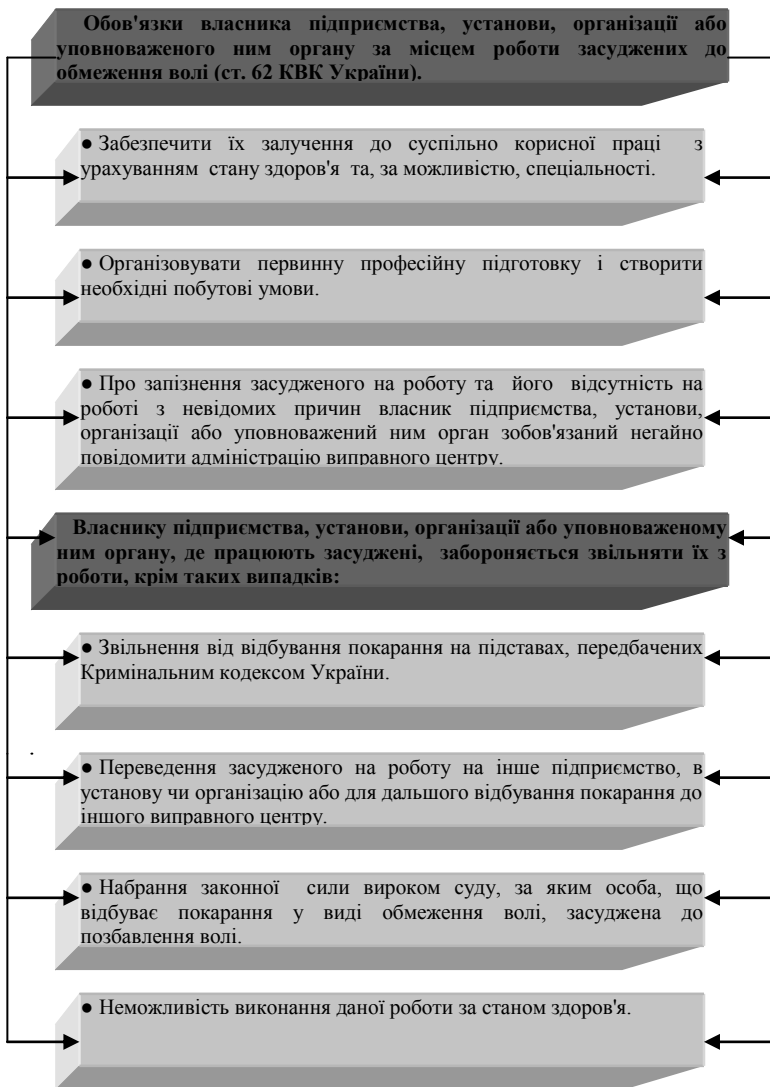 Обов'язки власника підприємства, установи, організації або
уповноваженого ним органу за місцем роботи засуджених до
обмеження волі (ст. 62 КВК України).
● Забезпечити їх залучення до суспільно корисної праці з
урахуванням стану здоров'я та, за можливістю, спеціальності.
● Організовувати первинну професійну підготовку і створити
необхідні побутові умови.
● Про запізнення засудженого на роботу та його відсутність на
роботі з невідомих причин власник підприємства, установи,
організації або уповноважений ним орган зобов'язаний негайно
повідомити адміністрацію виправного центру.
Власнику підприємства, установи, організації або уповноваженому
ним органу, де працюють засуджені, забороняється звільняти їх з
роботи, крім таких випадків:
● Звільнення від відбування покарання на підставах, передбачених
Кримінальним кодексом України.
● Переведення засудженого на роботу на інше підприємство, в
установу чи організацію або для дальшого відбування покарання до
іншого виправного центру.
● Набрання законної сили вироком суду, за яким особа, що
відбуває покарання у виді обмеження волі, засуджена до
позбавлення волі.
● Неможливість виконання даної роботи за станом здоров'я.